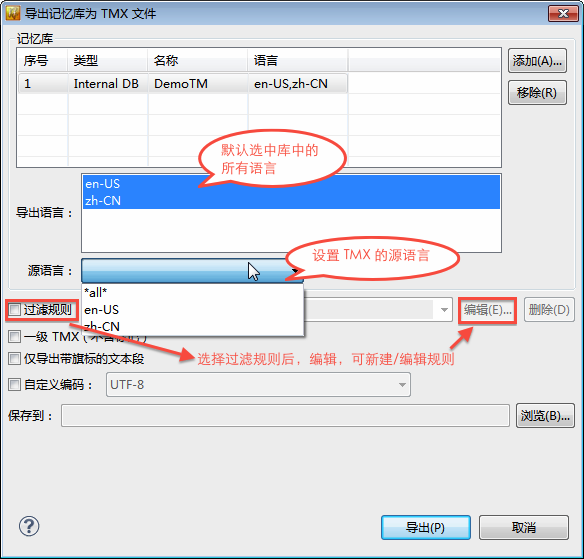 导出记忆库为 TMX 文件
记忆库
序号 类型 名称 语言
1 Internal DB DemoTM en-US,zh-CN
添加(A)...
移除(R)
默认选中库中的
所有语言
导出语言：
en-US
zh-CN
设置 TMX 的源语言
源语言：
*all*
en-US
zh-CN
过滤规则
编辑(E)...
删除(D)
一级 TMX
选择过滤规则后，编辑，可新建/编辑规则
仅导出带旗标的文本段
自定义编码： UTF-8
保存到：
浏览(B)...
导出(P)
取消